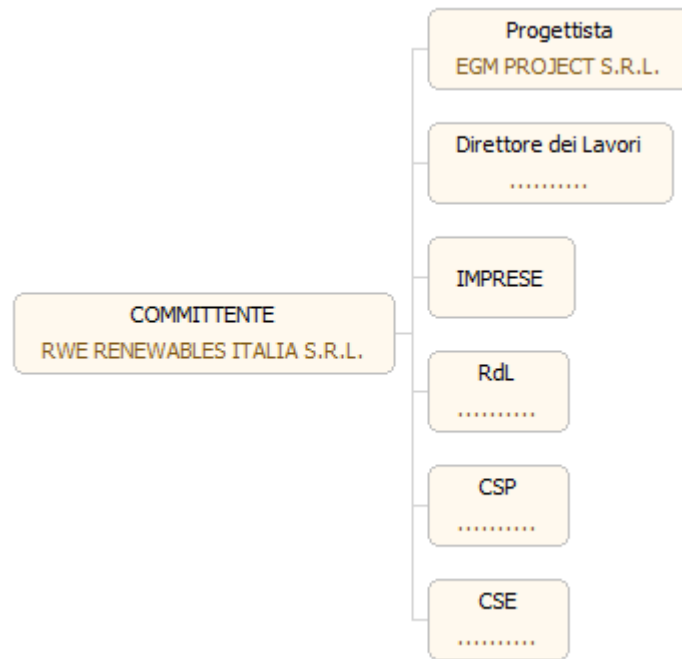 Progettista
EGM PROJECT S.R.L.
Direttore dei Lavori
..........
IMPRESE
COMMITTENTE
RWE RENEWABLES ITALIA S.R.L.
RdL
..........
CSP
..........
CSE
..........